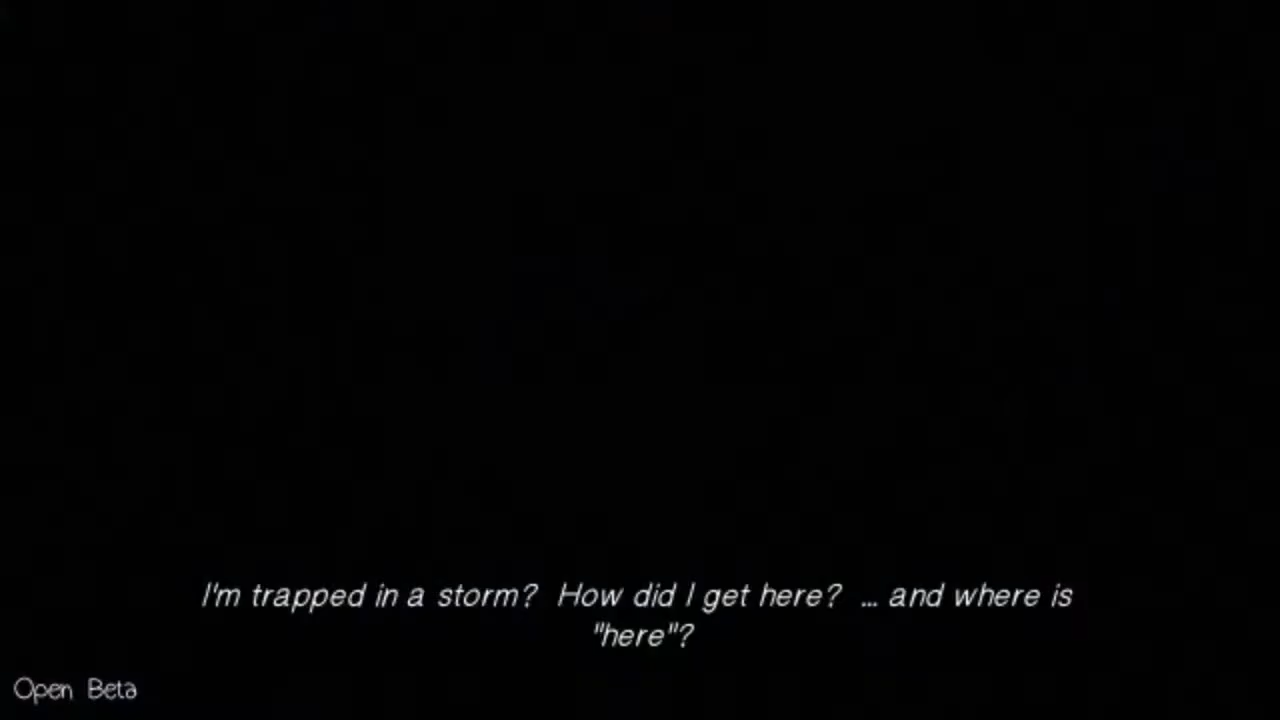 I'm trapped in a storm? How did I get here? ... and where is
"here"?
Open Beta